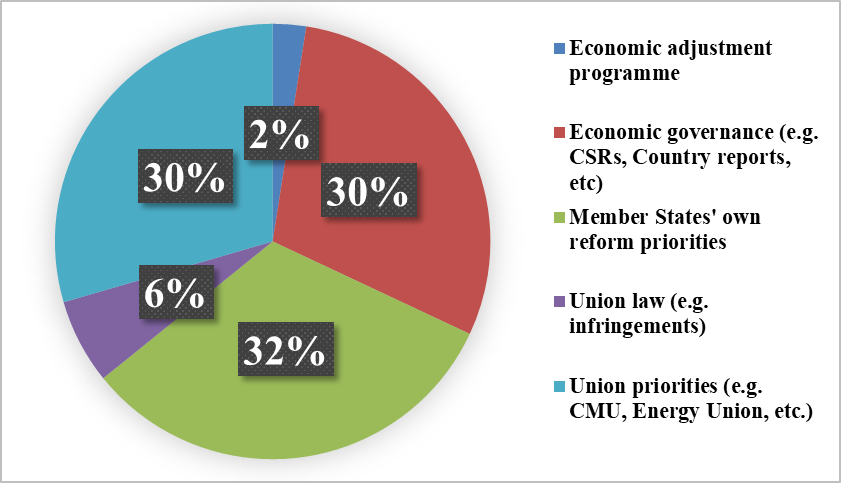 2%
30%
32%
6%
30%
Economic adjustment
programme
Economic governance (e.g.
CSRs, Country reports,
etc)
Member States' own
reform priorities
Union law (e.g.
infringements)
Union priorities (e.g.
CMU, Energy Union, etc.)